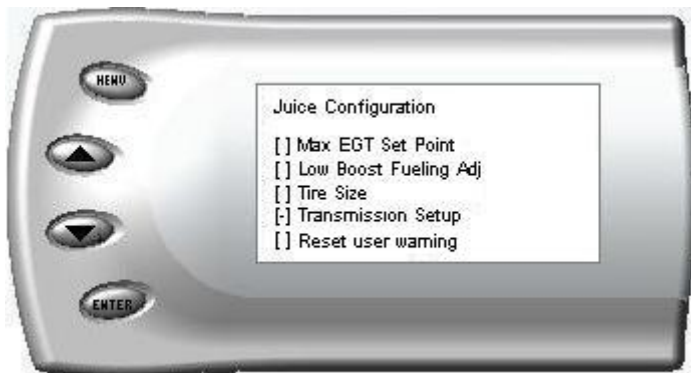 MENU
Juice Configuration
[ ] Max EGT Set Point
[ ] Low Boost Fueling Adj
[ ] Tire Size
[-] Transmission Setup
[ ] Reset user warning
ENTER